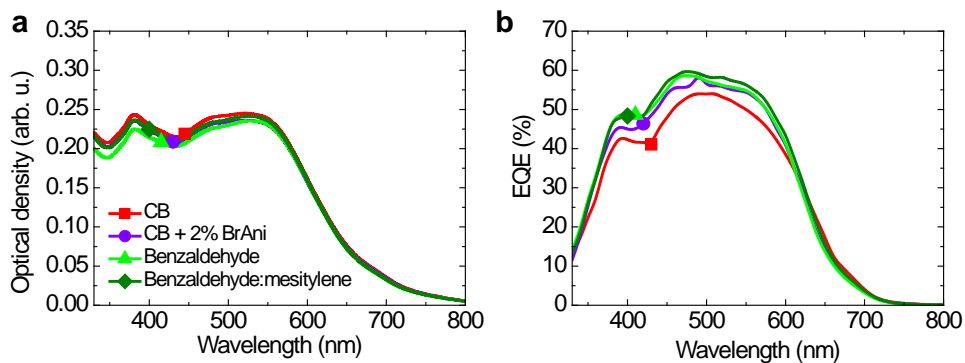 a
0.35
0.30
0.25
0.20
0.15
0.10
0.05
0.00
Optical density (arb. u.)
CB
CB + 2% BrAni
Benzaldehyde
Benzaldehyde:mesitylene
400 500 600 700 800
Wavelength (nm)
b
70
60
50
40
30
20
10
0
EQE (%)
400 500 600 700 800
Wavelength (nm)